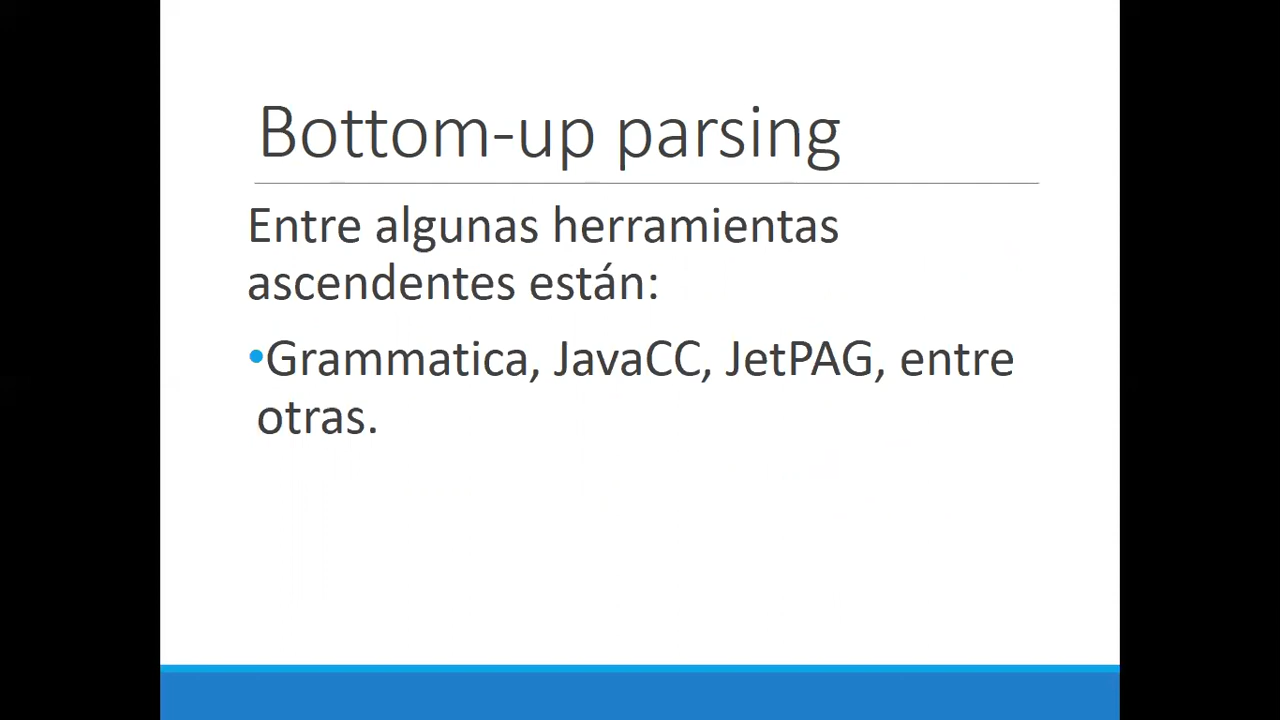 Bottom-up parsing
Entre algunas herramientas
ascendentes están:
•Grammatica, JavaCC, JetPAG, entre
otras.